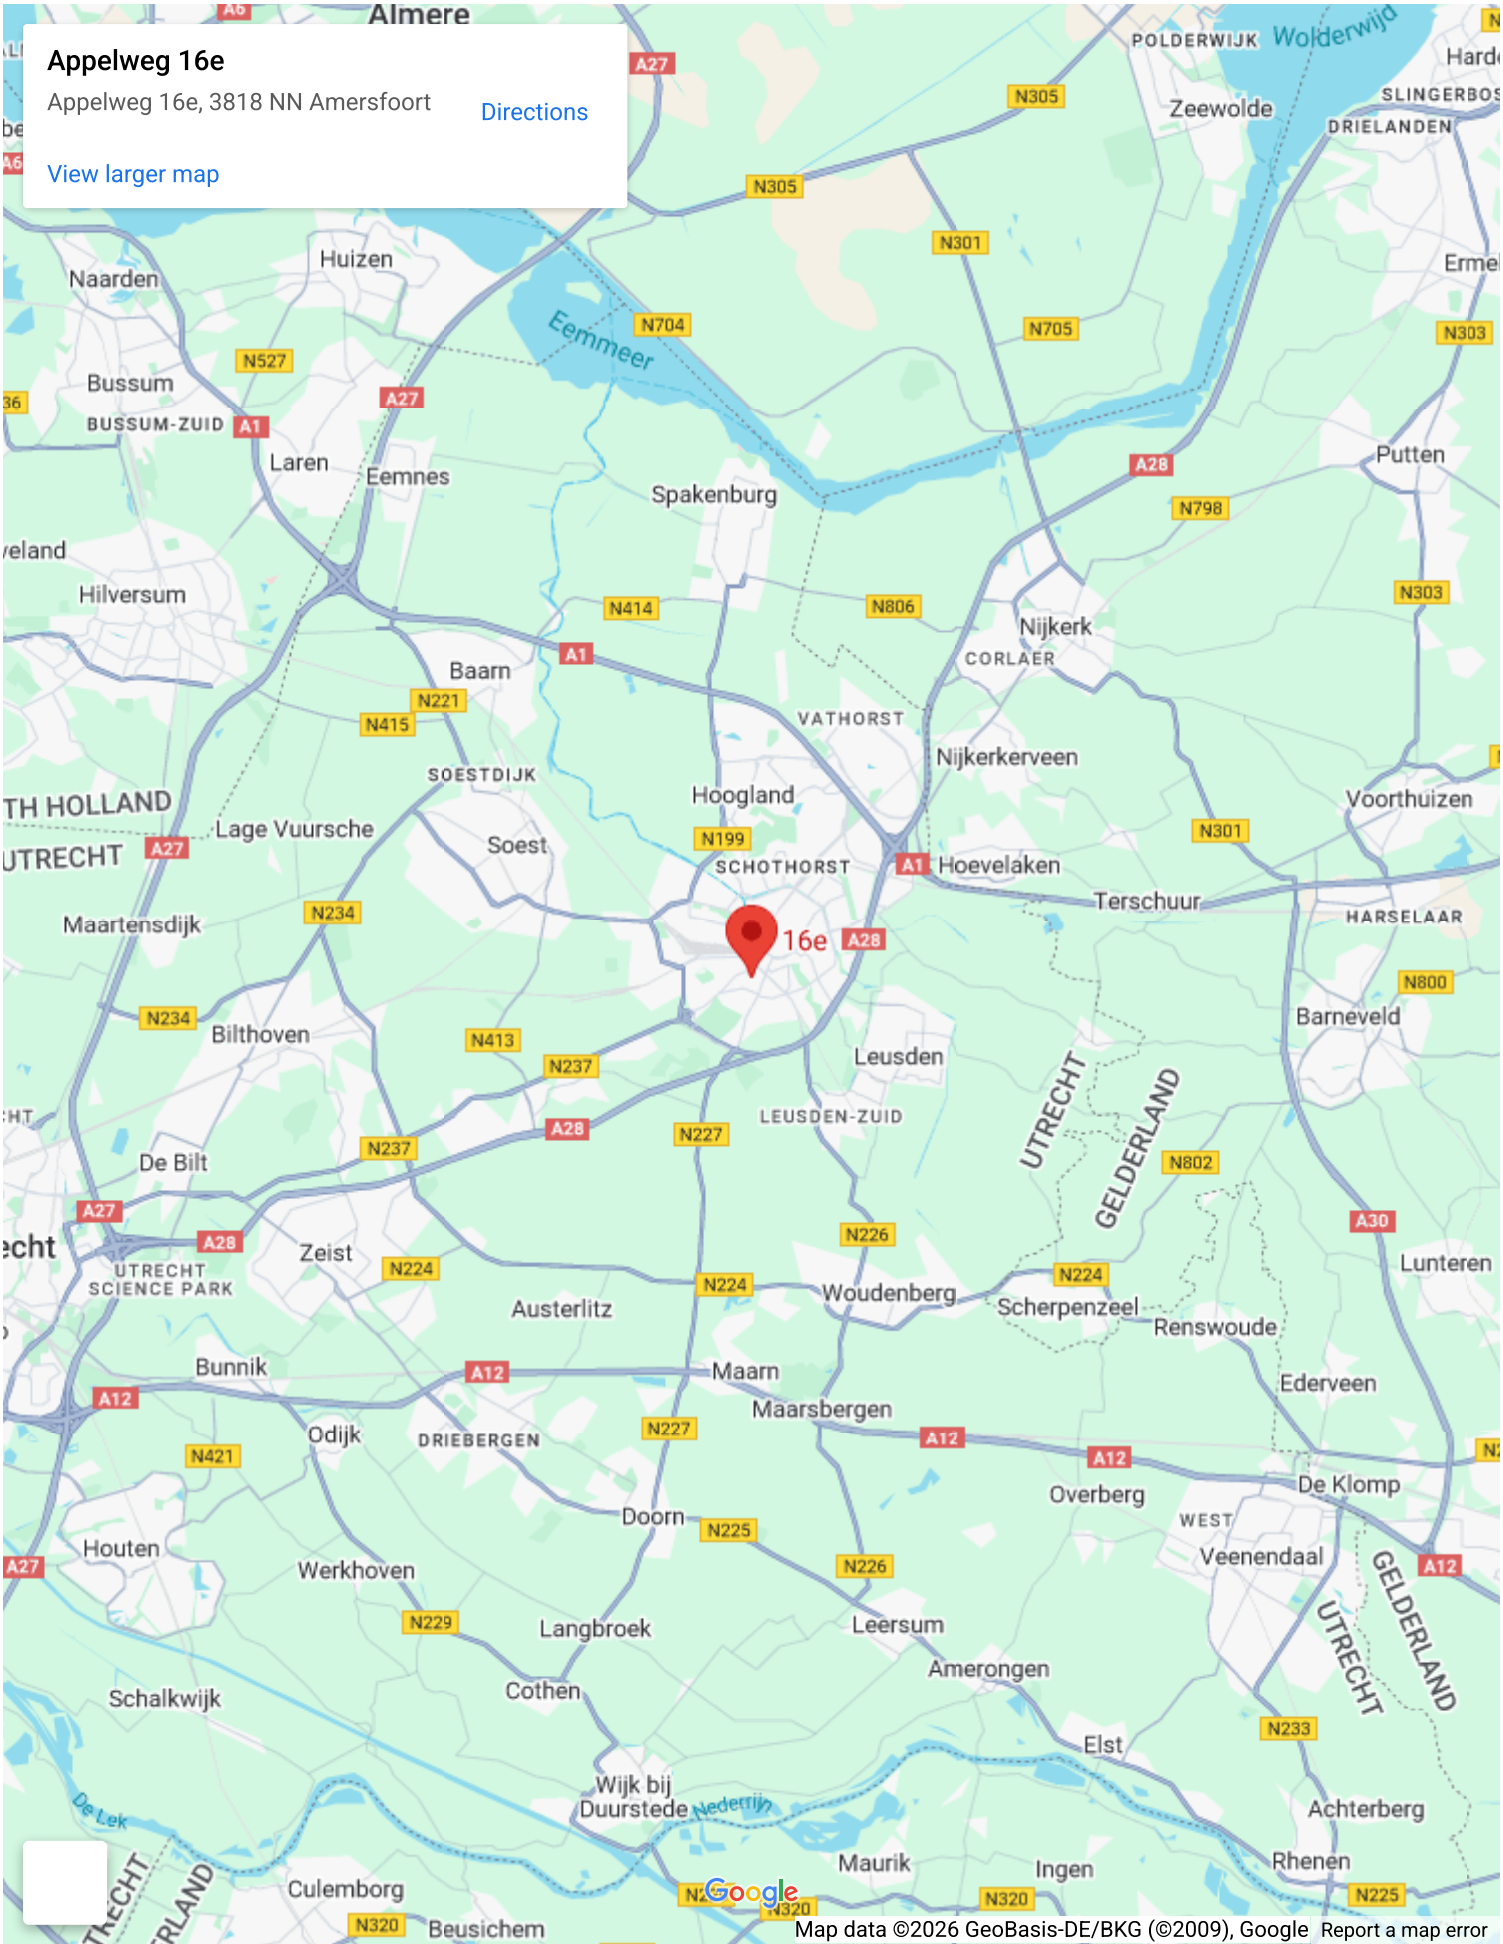 Almere
A6
Appelweg 16e
Appelweg 16e, 3818 NN Amersfoort
Directions
View larger map
A27
POLDERWIJK
Wolderwijd
N305
Zeewolde
SLINGERBOS
DRIELANDEN
A6
N305
N301
Huizen
Naarden
Eemmeer
N704
N705
N303
N527
Bussum
A27
BUSSUM-ZUID
A1
Laren
Eemnes
Putten
A28
Spakenburg
N798
Hilversum
N414
N806
N303
Nijkerk
A1
CORLAER
Baarn
N221
N415
VATHORST
Nijkerkerveen
SOESTDIJK
Hoogland
Voorthuizen
TH HOLLAND
Lage Vuursche
N199
N301
UTRECHT
A27
Soest
SCHOTHORST
A1
Hoevelaken
Terschuur
N234
Maartensdijk
HARSELAAR
16e
A28
N800
N234
Bilthoven
N413
Barneveld
N237
Leusden
UTRECHT
GELDERLAND
LEUSDEN-ZUID
A28
N227
N237
De Bilt
N802
A27
A28
N226
A30
echt
Zeist
N224
UTRECHT
SCIENCE PARK
N224
N224
Lunteren
Austerlitz
Woudenberg
Scherpenzeel
Renswoude
Bunnik
A12
Maarn
A12
Ederveen
Maarsbergen
Odijk
DRIEBERGEN
N227
A12
A12
N421
De Klomp
Overberg
Doorn
N225
WEST
Houten
Veenendaal
A27
Werkhoven
N226
A12
GELDERLAND
UTRECHT
N229
Langbroek
Leersum
Amerongen
Cothen
Schalkwijk
N233
Elst
Wijk bij
Duurstede
Nederrijn
De Lek
Achterberg
Maurik
Ingen
Rhenen
Culemborg
Google
N320
N320
N225
N320
Beusichem
Map data ©2026 GeoBasis-DE/BKG (©2009), Google
Report a map error